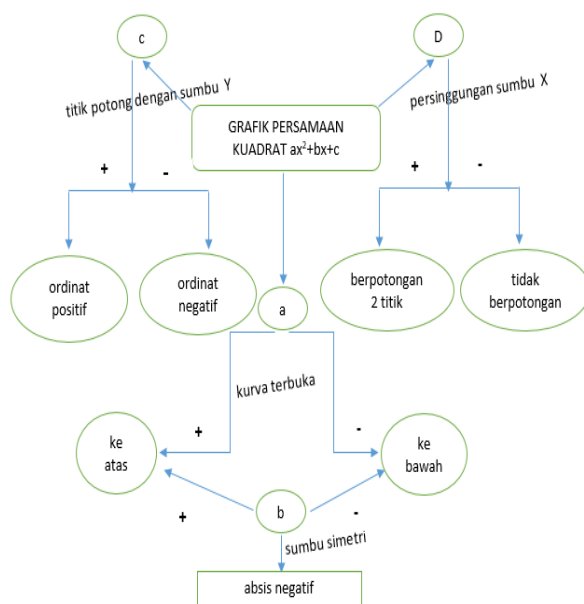 c
D
titik potong dengan sumbu Y
persinggungan sumbu X
GRAFIK PERSAMAAN
KUADRAT ax²+bx+c
+
-
+
-
ordinat
positif
ordinat
negatif
berpotongan
2 titik
tidak
berpotongan
a
kurva terbuka
+
-
ke
atas
ke
bawah
b
+
-
sumbu simetri
absis negatif